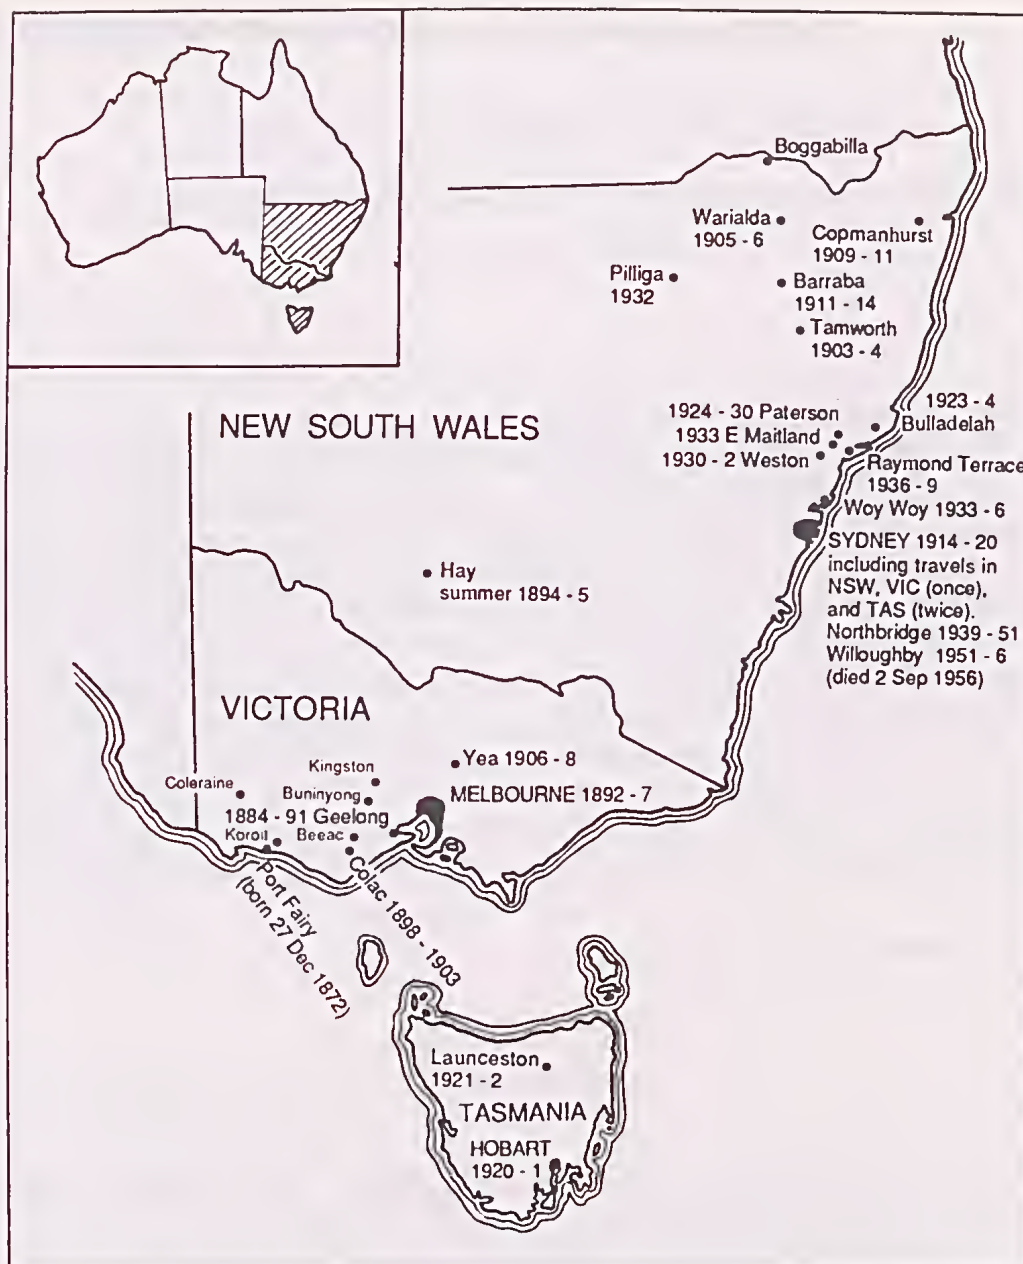 Boggabilla
Warialda
1905 - 6
Copmanhurst
1909 - 11
Pilliga
1932
Barraba
1911 - 14
Tamworth
1903 - 4
NEW SOUTH WALES
1923 - 4
Bulladelah
1924 - 30 Paterson
1933 E Maitland
1930 - 2 Weston
Raymond Terrace
1936 - 9
Woy Woy 1933 - 6
SYDNEY 1914 - 20
including travels in
NSW, VIC (once),
and TAS (twice).
Northbridge 1939 - 51
Willoughby 1951 - 6
(died 2 Sep 1956)
Hay
summer 1894 - 5
VICTORIA
Yea 1906 - 8
Kingston
Coleraine
Buninyong
MELBOURNE 1892 - 7
1884 - 91 Geelong
Koroit
Beeac
Port Fairy
(born 27 Dec 1872)
Colac 1898 - 1903
Launceston
1921 - 2
TASMANIA
HOBART
1920 - 1